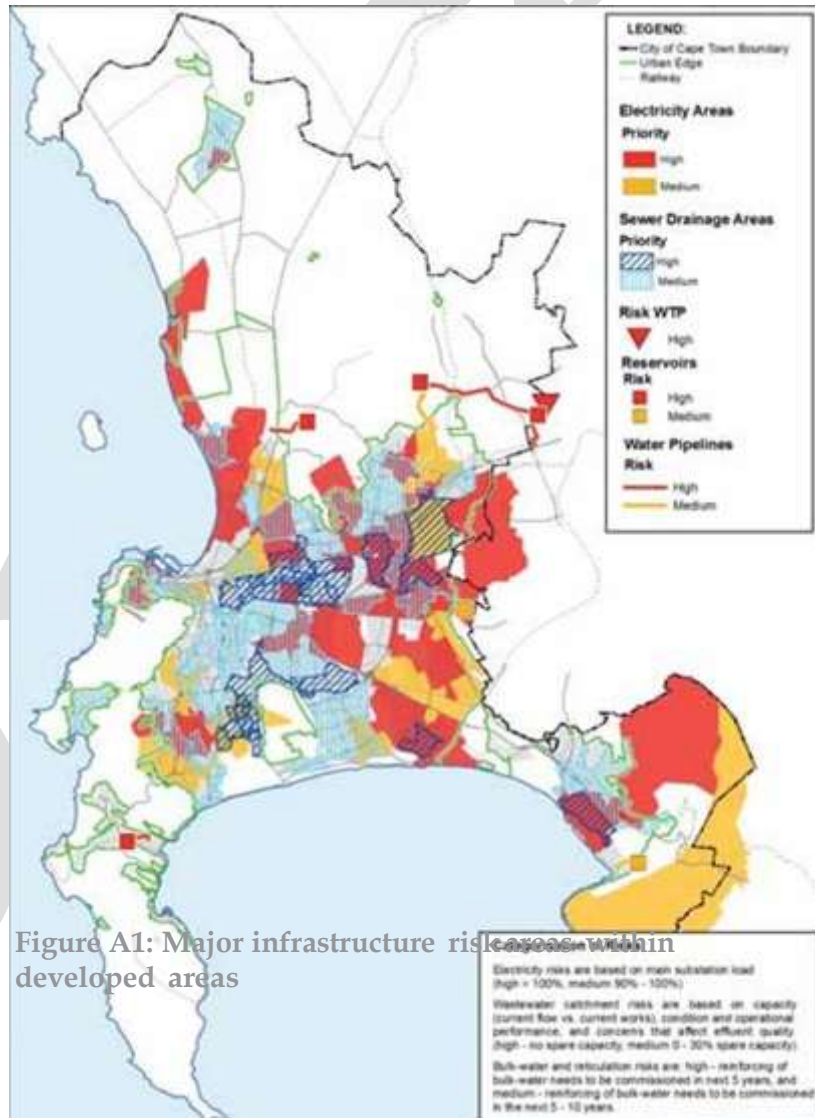 LEGEND:
City of Cape Town Boundary
Urban Edge
Railway
Electricity Areas
Priority
High
Medium
Sewer Drainage Areas
Priority
High
Medium
Risk WTP
High
Reservoirs
Risk
High
Medium
Water Pipelines
Risk
High
Medium
Figure A1: Major infrastructure risk areas within
developed areas
Electricity risks are based on main substation load
(high > 100%, medium 90% - 100%)
Wastewater catchment risks are based on capacity
(current flow vs. current works), condition and operational
performance, and concerns that affect effluent quality
(high - no spare capacity, medium 0 - 30% spare capacity)
Bulk-water and reticulation risks are: high - reinforcing of
bulk-water needs to be commissioned in next 5 years, and
medium - reinforcing of bulk-water needs to be commissioned
in the next 5 - 10 years.